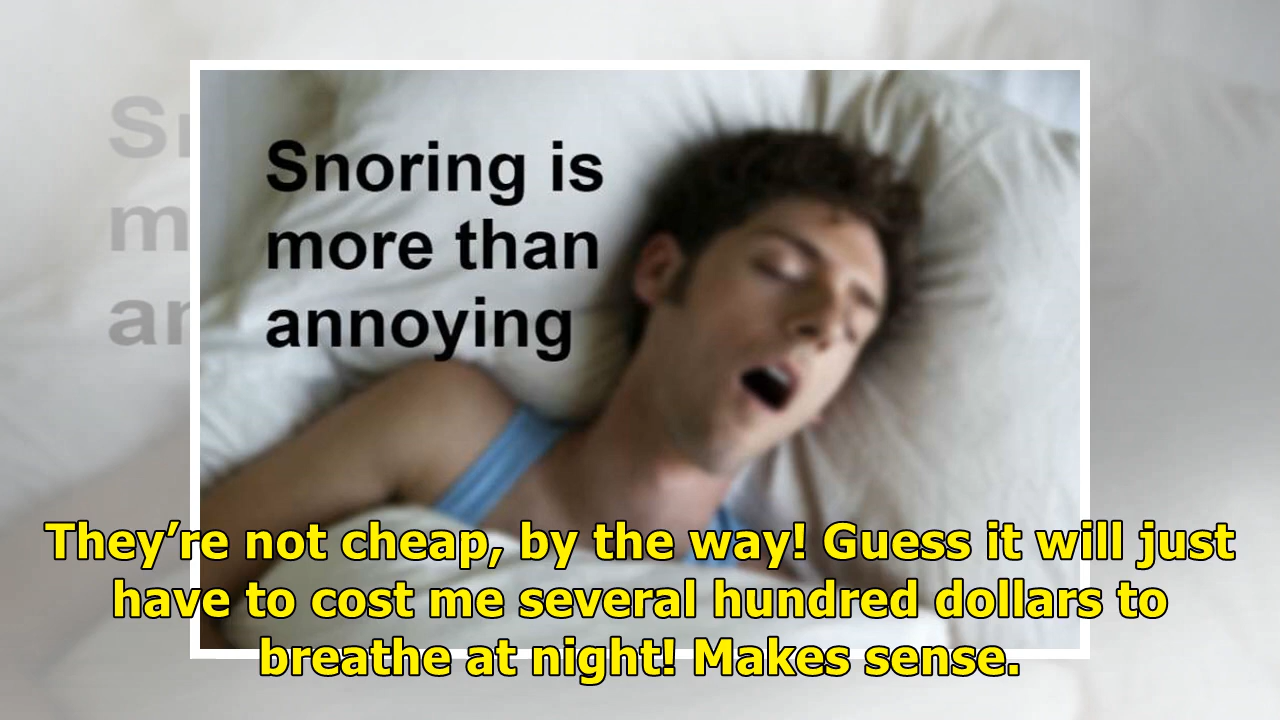 Snoring is
more than
annoying
They’re not cheap, by the way! Guess it will just
have to cost me several hundred dollars to
breathe at night! Makes sense.